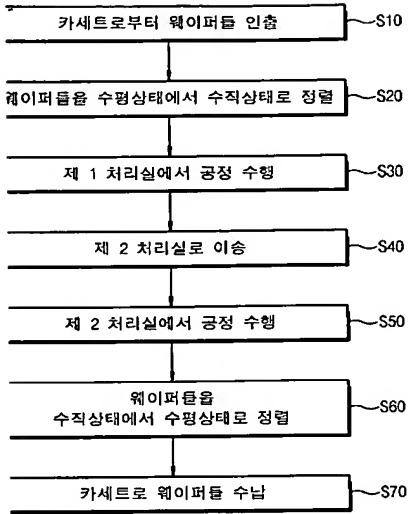 카세트로부터 웨이퍼들 인출 S10
웨이퍼들을 수평상태에서 수직상태로 정렬 S20
제 1 처리실에서 공정 수행 S30
제 2 처리실로 이송 S40
제 2 처리실에서 공정 수행 S50
웨이퍼들을
수직상태에서 수평상태로 정렬 S60
카세트로 웨이퍼들 수납 S70